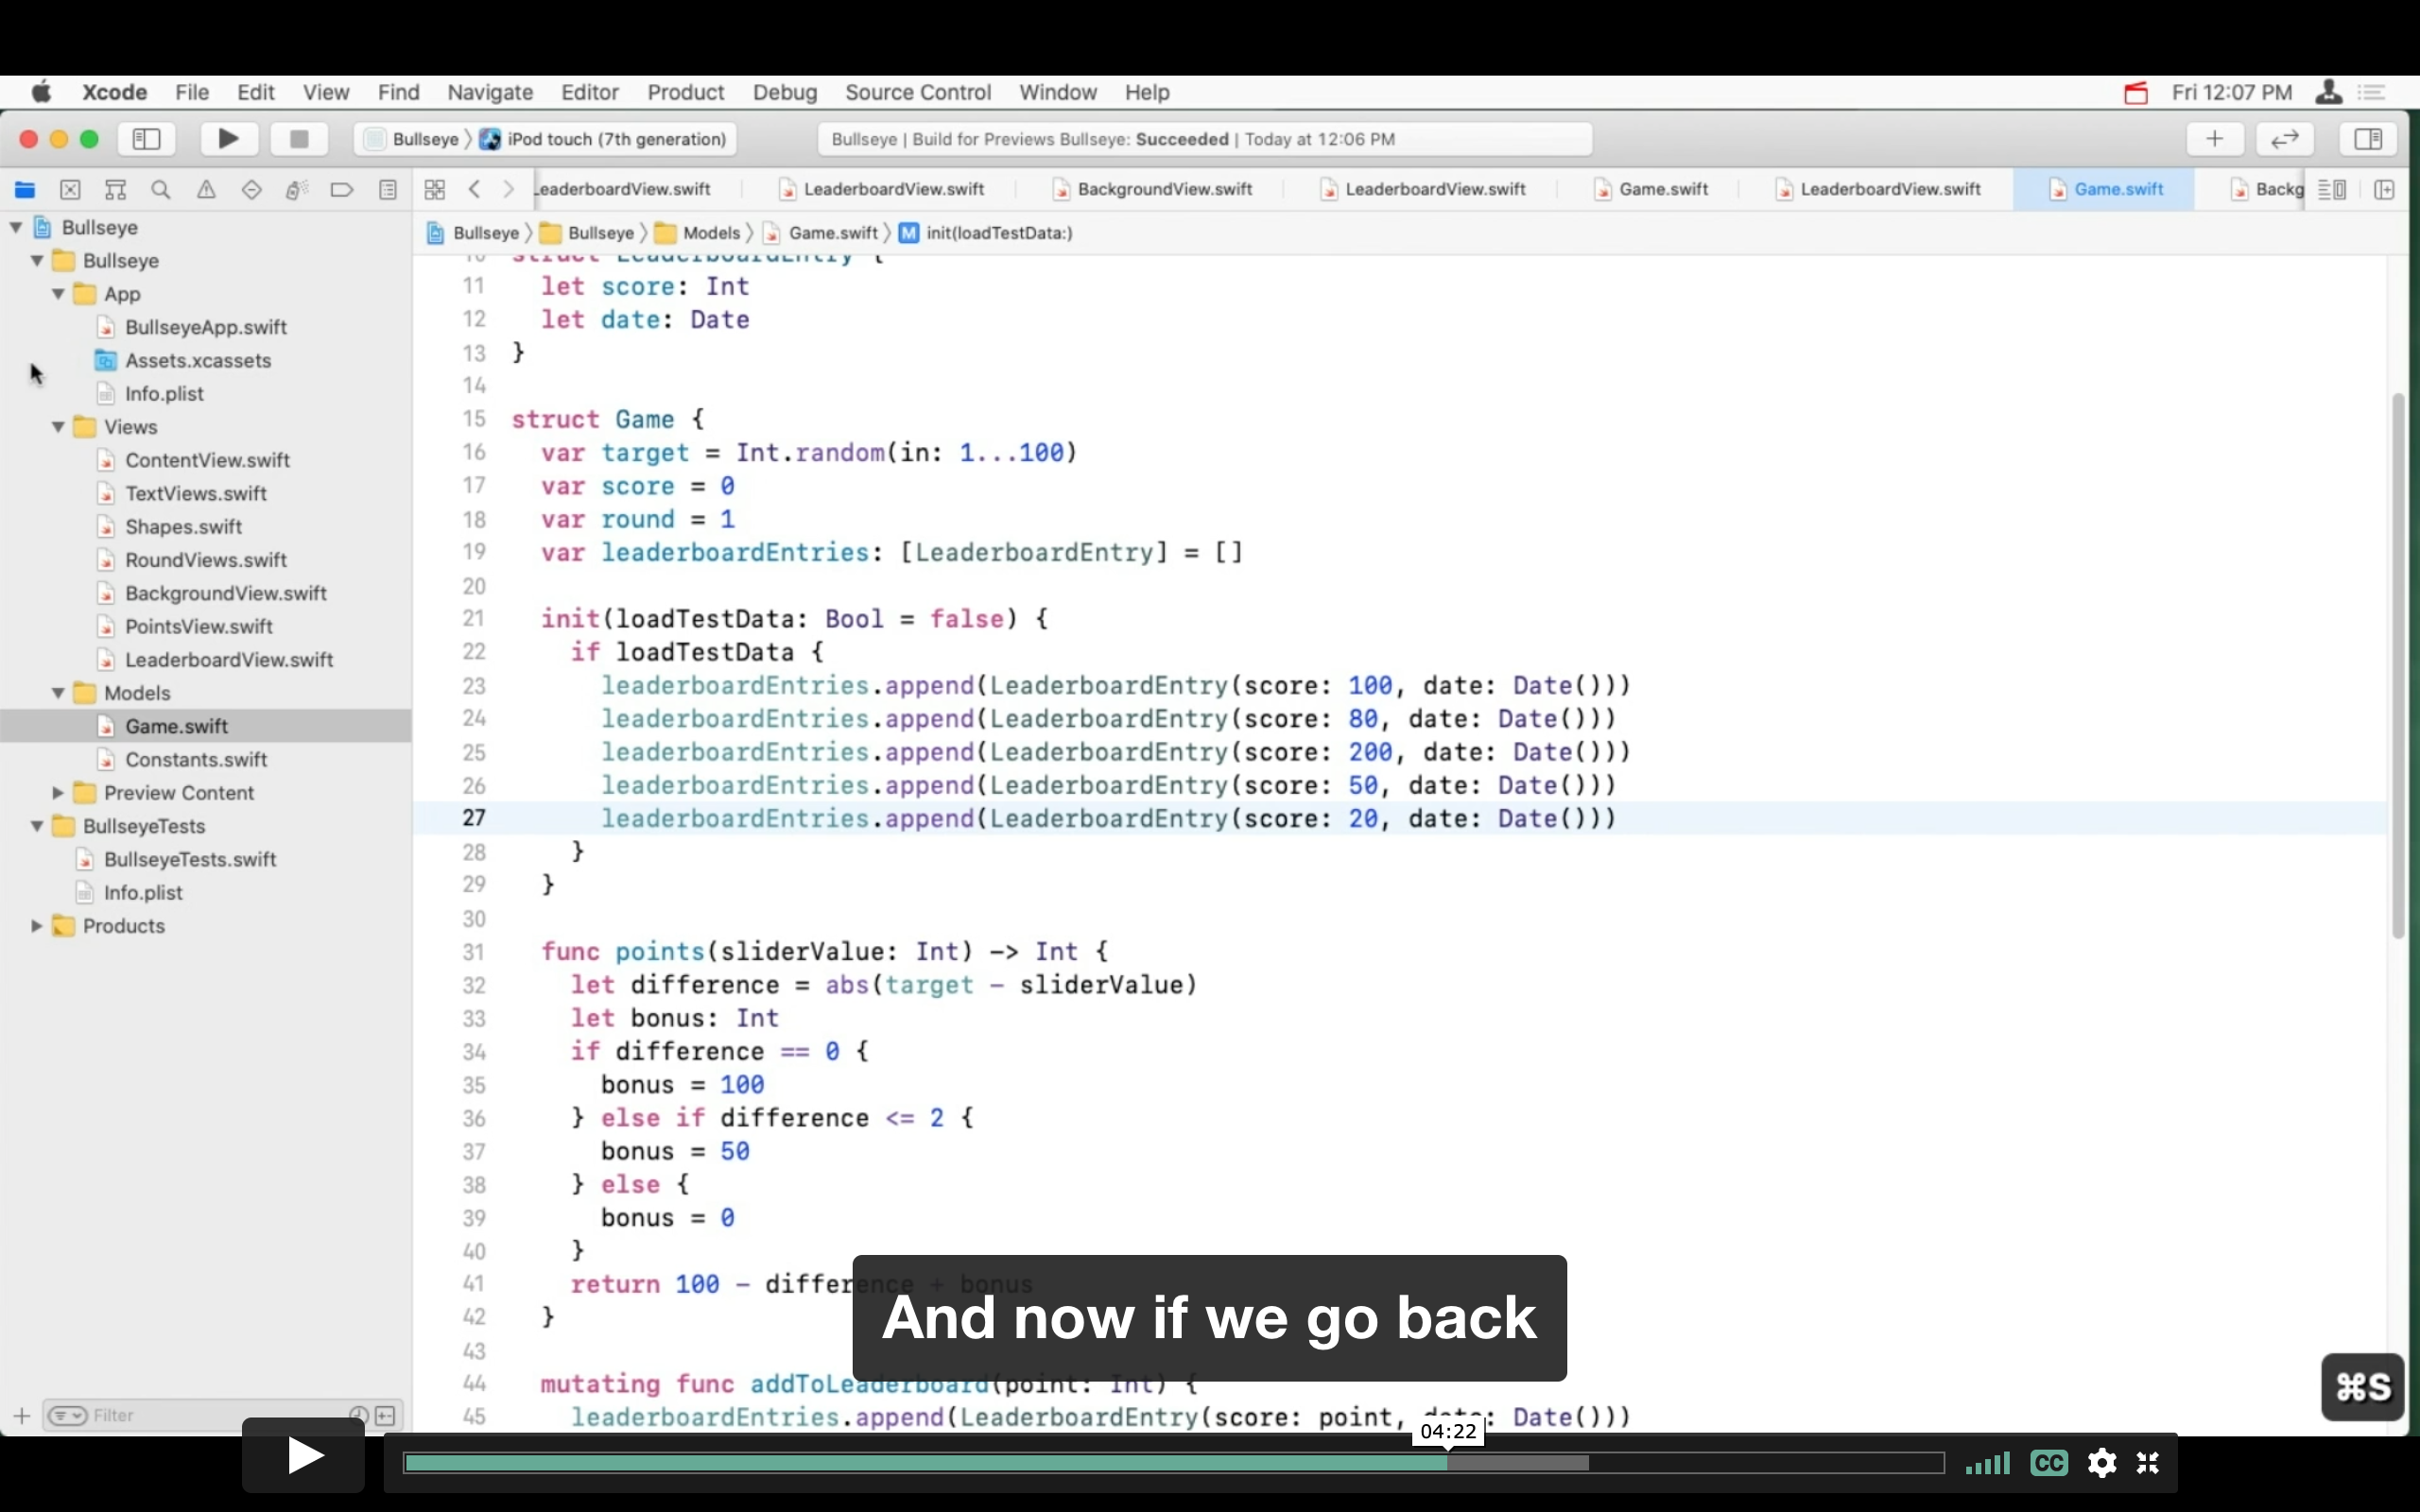 Xcode File Edit View Find Navigate Editor Product Debug Source Control Window Help Fri 12:07 PM
Bullseye 〉 iPod touch (7th generation) Bullseye | Build for Previews Bullseye: Succeeded | Today at 12:06 PM
LeaderboardView.swift LeaderboardView.swift BackgroundView.swift LeaderboardView.swift Game.swift LeaderboardView.swift Game.swift Backg
Bullseye 〉 Bullseye 〉 Models 〉 Game.swift 〉 M init(loadTestData:)
Bullseye
Bullseye
App
BullseyeApp.swift
Assets.xcassets
Info.plist
Views
ContentView.swift
TextViews.swift
Shapes.swift
RoundViews.swift
BackgroundView.swift
PointsView.swift
LeaderboardView.swift
Models
Game.swift
Constants.swift
Preview Content
BullseyeTests
BullseyeTests.swift
Info.plist
Products
Filter
10 struct LeaderboardEntry {
11 let score: Int
12 let date: Date
13 }
14
15 struct Game {
16 var target = Int.random(in: 1...100)
17 var score = 0
18 var round = 1
19 var leaderboardEntries: [LeaderboardEntry] = []
20
21 init(loadTestData: Bool = false) {
22 if loadTestData {
23 leaderboardEntries.append(LeaderboardEntry(score: 100, date: Date()))
24 leaderboardEntries.append(LeaderboardEntry(score: 80, date: Date()))
25 leaderboardEntries.append(LeaderboardEntry(score: 200, date: Date()))
26 leaderboardEntries.append(LeaderboardEntry(score: 50, date: Date()))
27 leaderboardEntries.append(LeaderboardEntry(score: 20, date: Date()))
28 }
29 }
30
31 func points(sliderValue: Int) -> Int {
32 let difference = abs(target - sliderValue)
33 let bonus: Int
34 if difference == 0 {
35 bonus = 100
36 } else if difference <= 2 {
37 bonus = 50
38 } else {
39 bonus = 0
40 }
41 return 100 - difference + bonus
42 }
43
44 mutating func addToLeaderboard(point: Int) {
45 leaderboardEntries.append(LeaderboardEntry(score: point, date: Date()))
And now if we go back
⌘S
04:22
CC